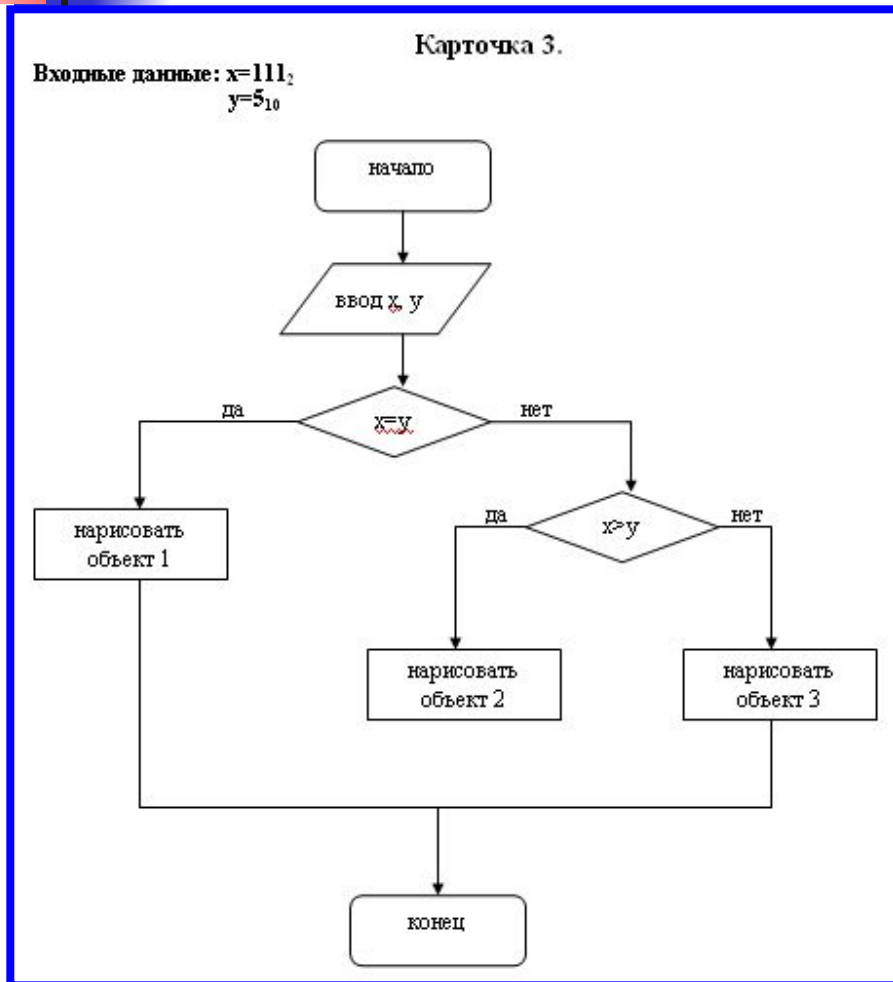 Карточка 3.
Входные данные: x=111₂
y=5₁₀
начало
ввод x, y
x=y
да
нет
нарисовать
объект 1
x>y
да
нет
нарисовать
объект 2
нарисовать
объект 3
конец